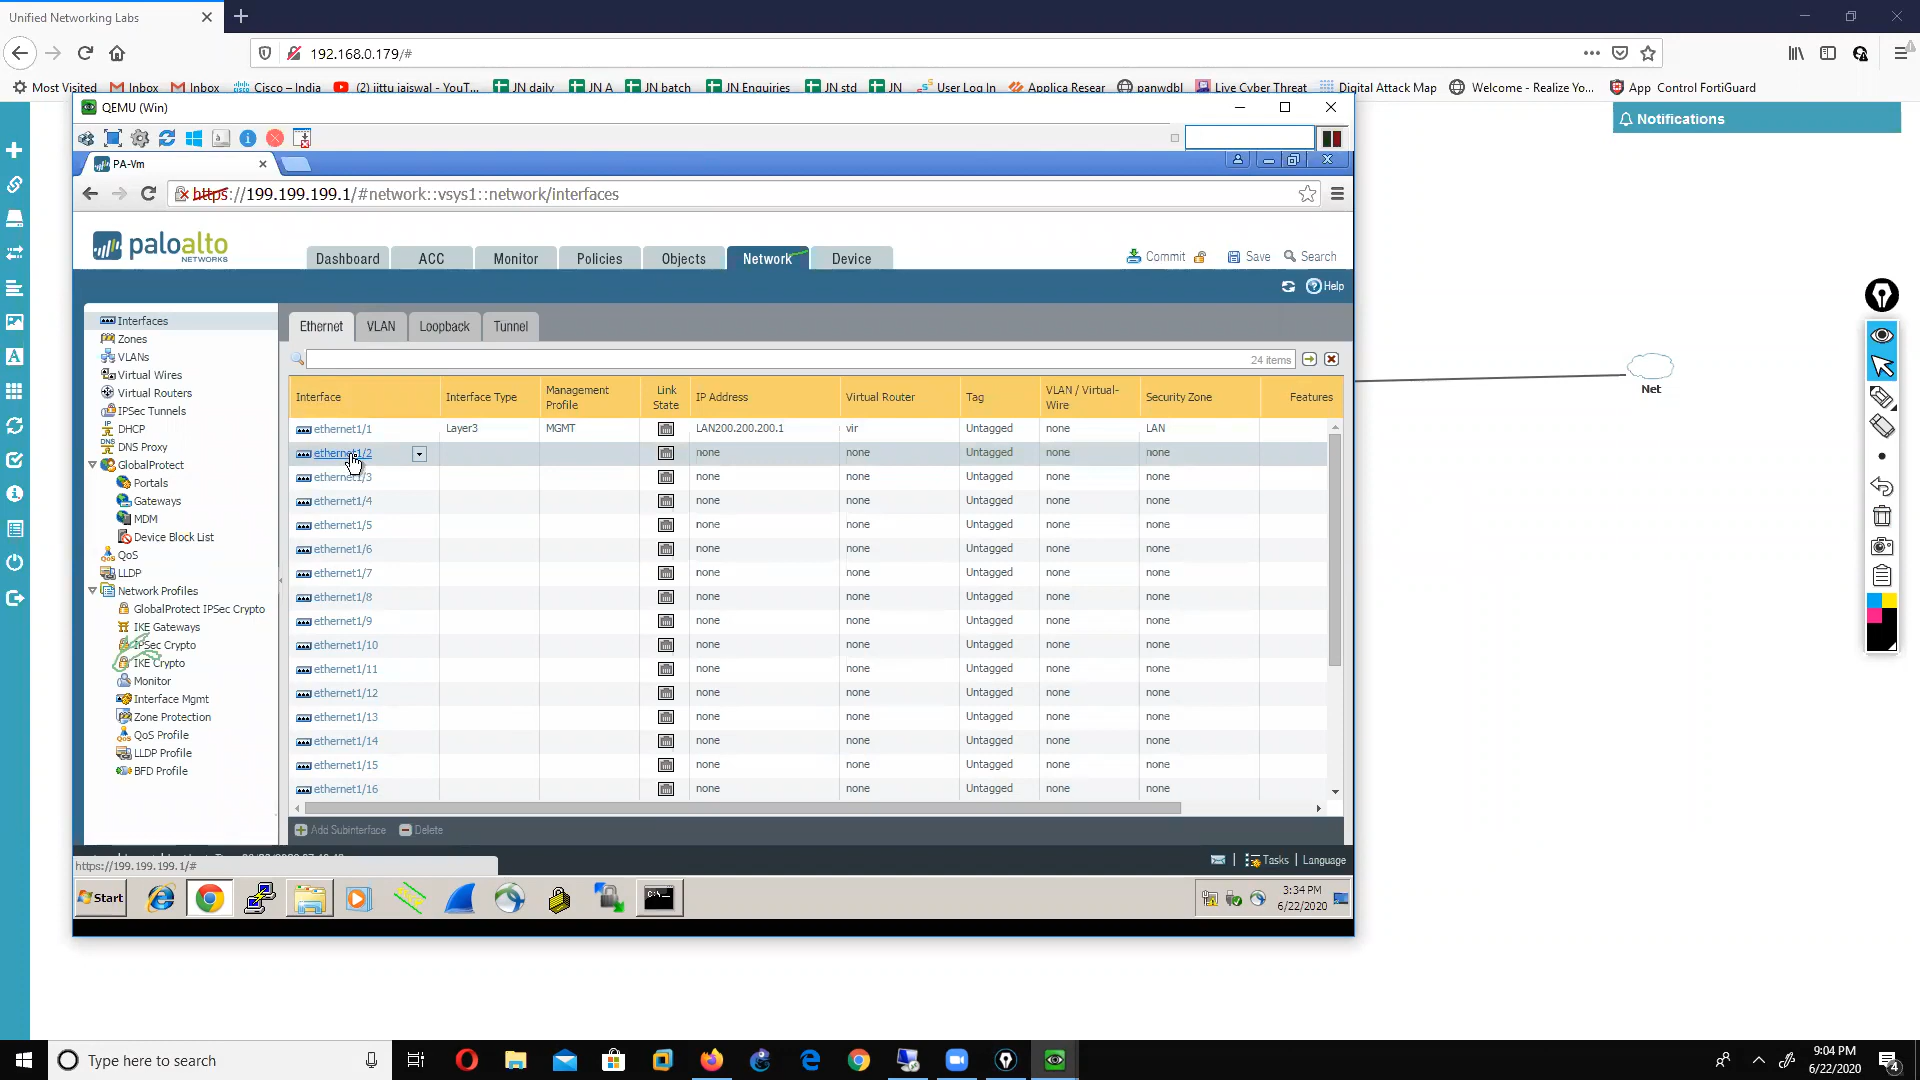 Unified Networking Labs
192.168.0.179/#
Most Visited
Inbox
Inbox
Cisco – India
(2) jittu jaiswal - YouT...
JN daily
JN A
JN batch
JN Enquiries
JN std
JN
User Log In
Applica Resear
panwdbl
Live Cyber Threat
Digital Attack Map
Welcome - Realize Yo...
App Control FortiGuard
QEMU (Win)
Notifications
PA-Vm
https://199.199.199.1/#network::vsys1::network/interfaces
paloalto
NETWORKS
Dashboard
ACC
Monitor
Policies
Objects
Network
Device
Commit
Save
Search
Help
Interfaces
Zones
VLANs
Virtual Wires
Virtual Routers
IPSec Tunnels
DHCP
DNS Proxy
GlobalProtect
Portals
Gateways
MDM
Device Block List
QoS
LLDP
Network Profiles
GlobalProtect IPSec Crypto
IKE Gateways
IPSec Crypto
IKE Crypto
Monitor
Interface Mgmt
Zone Protection
QoS Profile
LLDP Profile
BFD Profile
Ethernet
VLAN
Loopback
Tunnel
24 items
Interface Interface Type Management Profile Link State IP Address Virtual Router Tag VLAN / Virtual-Wire Security Zone Features
ethernet1/1 Layer3 MGMT LAN200.200.200.1 vir Untagged none LAN
ethernet1/2 none none Untagged none none
ethernet1/3 none none Untagged none none
ethernet1/4 none none Untagged none none
ethernet1/5 none none Untagged none none
ethernet1/6 none none Untagged none none
ethernet1/7 none none Untagged none none
ethernet1/8 none none Untagged none none
ethernet1/9 none none Untagged none none
ethernet1/10 none none Untagged none none
ethernet1/11 none none Untagged none none
ethernet1/12 none none Untagged none none
ethernet1/13 none none Untagged none none
ethernet1/14 none none Untagged none none
ethernet1/15 none none Untagged none none
ethernet1/16 none none Untagged none none
Add Subinterface
Delete
https://199.199.199.1/#
Tasks
Language
Start
3:34 PM
6/22/2020
Net
Type here to search
9:04 PM
6/22/2020
4